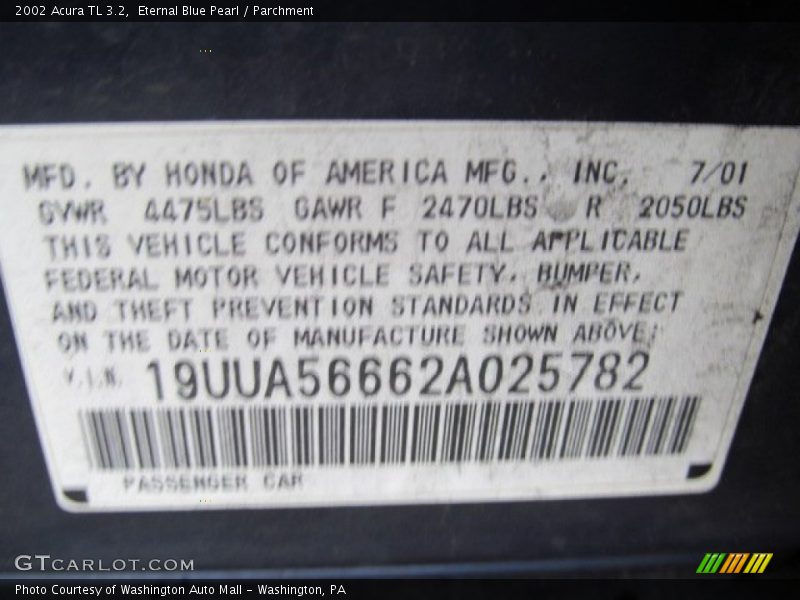 2002 Acura TL 3.2,  Eternal Blue Pearl / Parchment
MFD. BY HONDA OF AMERICA MFG., INC. 7/01
GVWR 4475LBS GAWR F 2470LBS R 2050LBS
THIS VEHICLE CONFORMS TO ALL APPLICABLE
FEDERAL MOTOR VEHICLE SAFETY, BUMPER,
AND THEFT PREVENTION STANDARDS IN EFFECT
ON THE DATE OF MANUFACTURE SHOWN ABOVE;
V.I.N. 19UUA56662A025782
PASSENGER CAR
GTCARLOT.COM
Photo Courtesy of Washington Auto Mall - Washington, PA